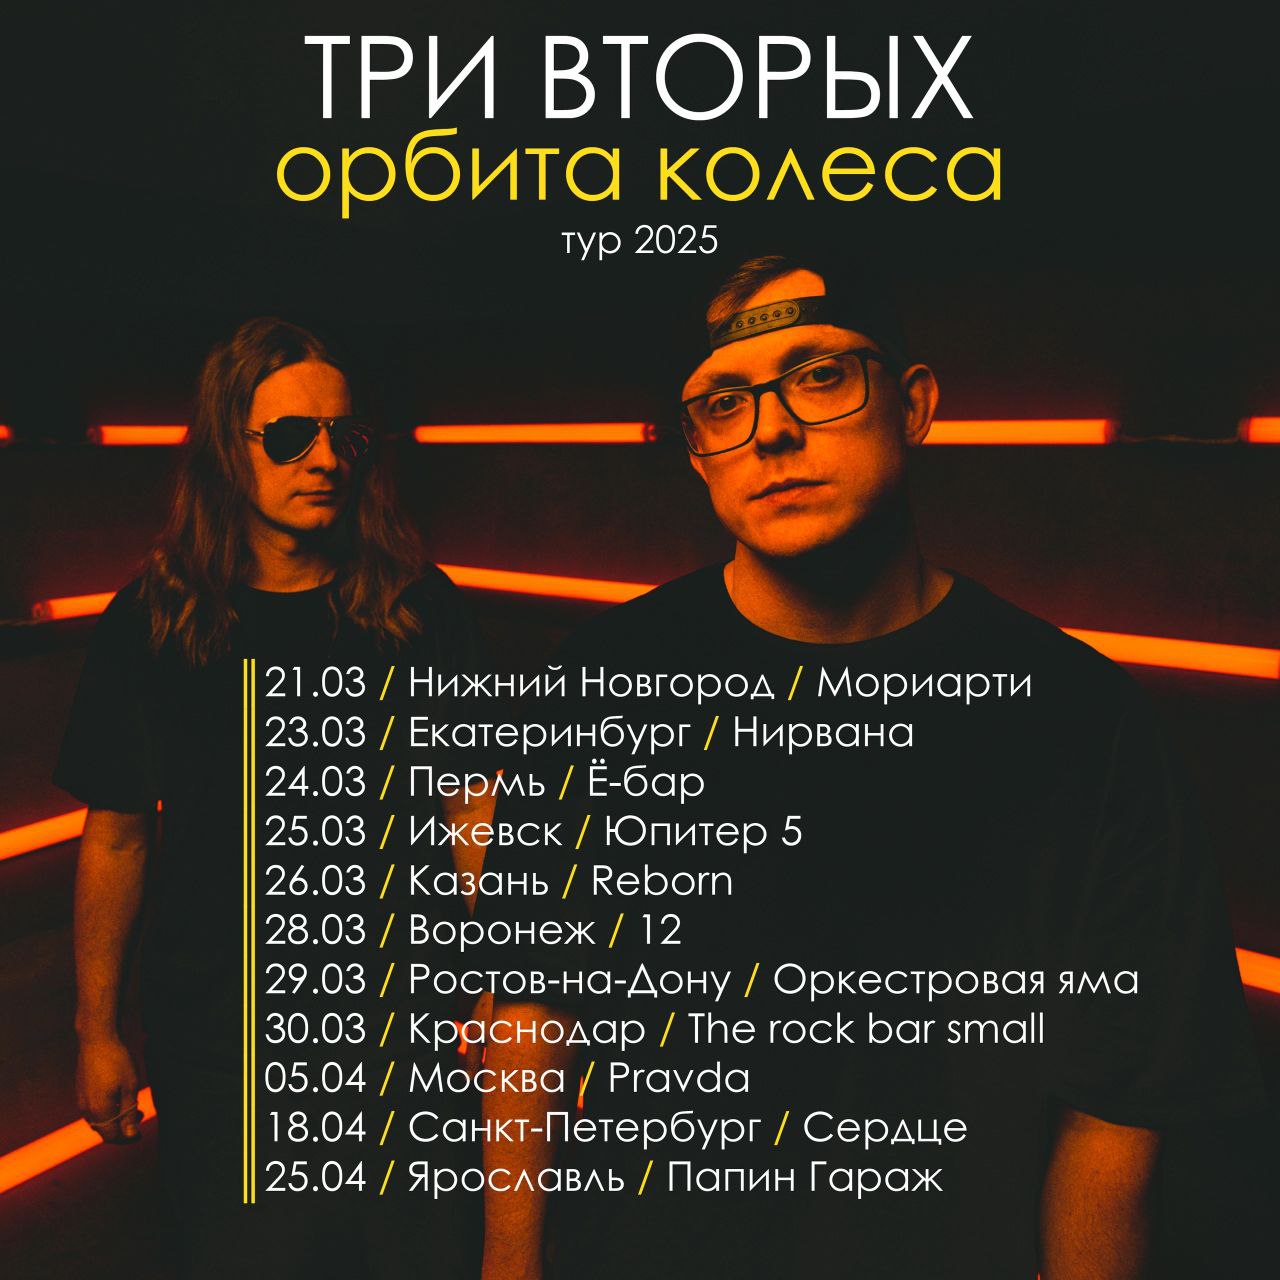 ТРИ ВТОРЫХ
орбита колеса
тур 2025
21.03 / Нижний Новгород / Мориарти
23.03 / Екатеринбург / Нирвана
24.03 / Пермь / Ё-бар
25.03 / Ижевск / Юпитер 5
26.03 / Казань / Reborn
28.03 / Воронеж / 12
29.03 / Ростов-на-Дону / Оркестровая яма
30.03 / Краснодар / The rock bar small
05.04 / Москва / Pravda
18.04 / Санкт-Петербург / Сердце
25.04 / Ярославль / Папин Гараж